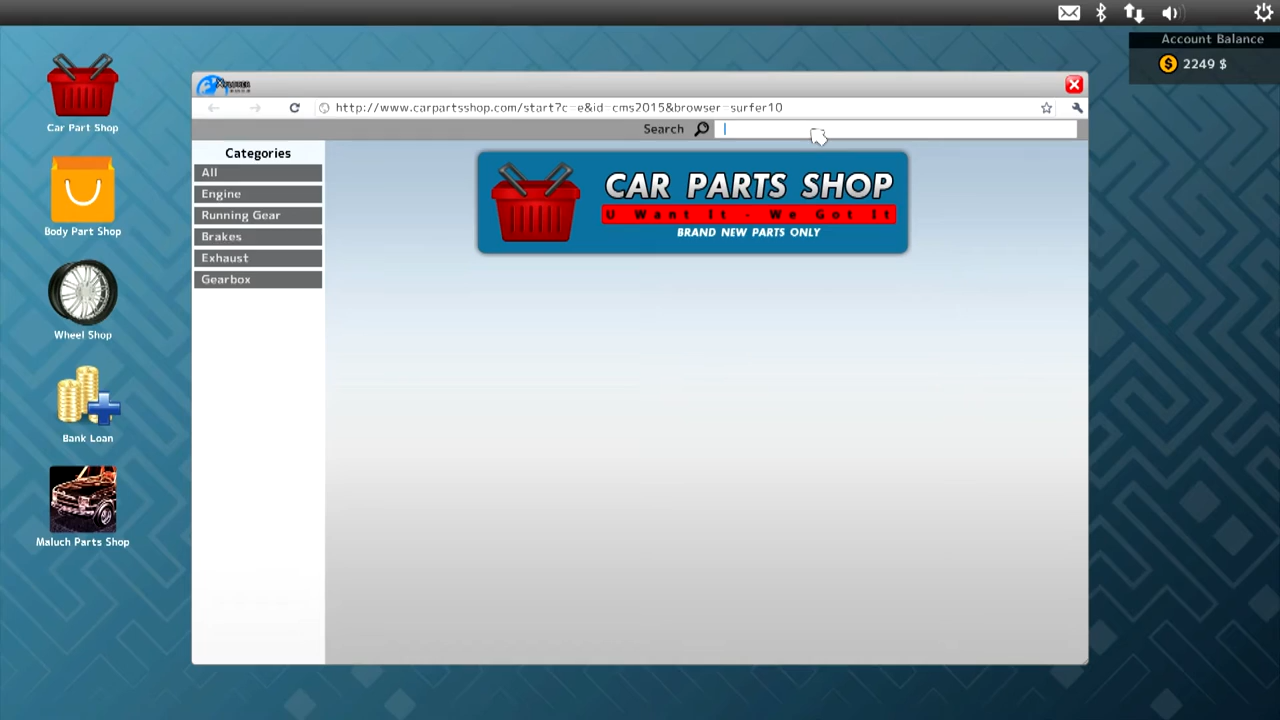 Account Balance
2249 $
Car Part Shop
Body Part Shop
Wheel Shop
Bank Loan
Maluch Parts Shop
http://www.carpartsshop.com/start?c=e&id=cms2015&browser=surfer10
Search
Categories
All
Engine
Running Gear
Brakes
Exhaust
Gearbox
CAR PARTS SHOP
U Want It - We Got It
BRAND NEW PARTS ONLY